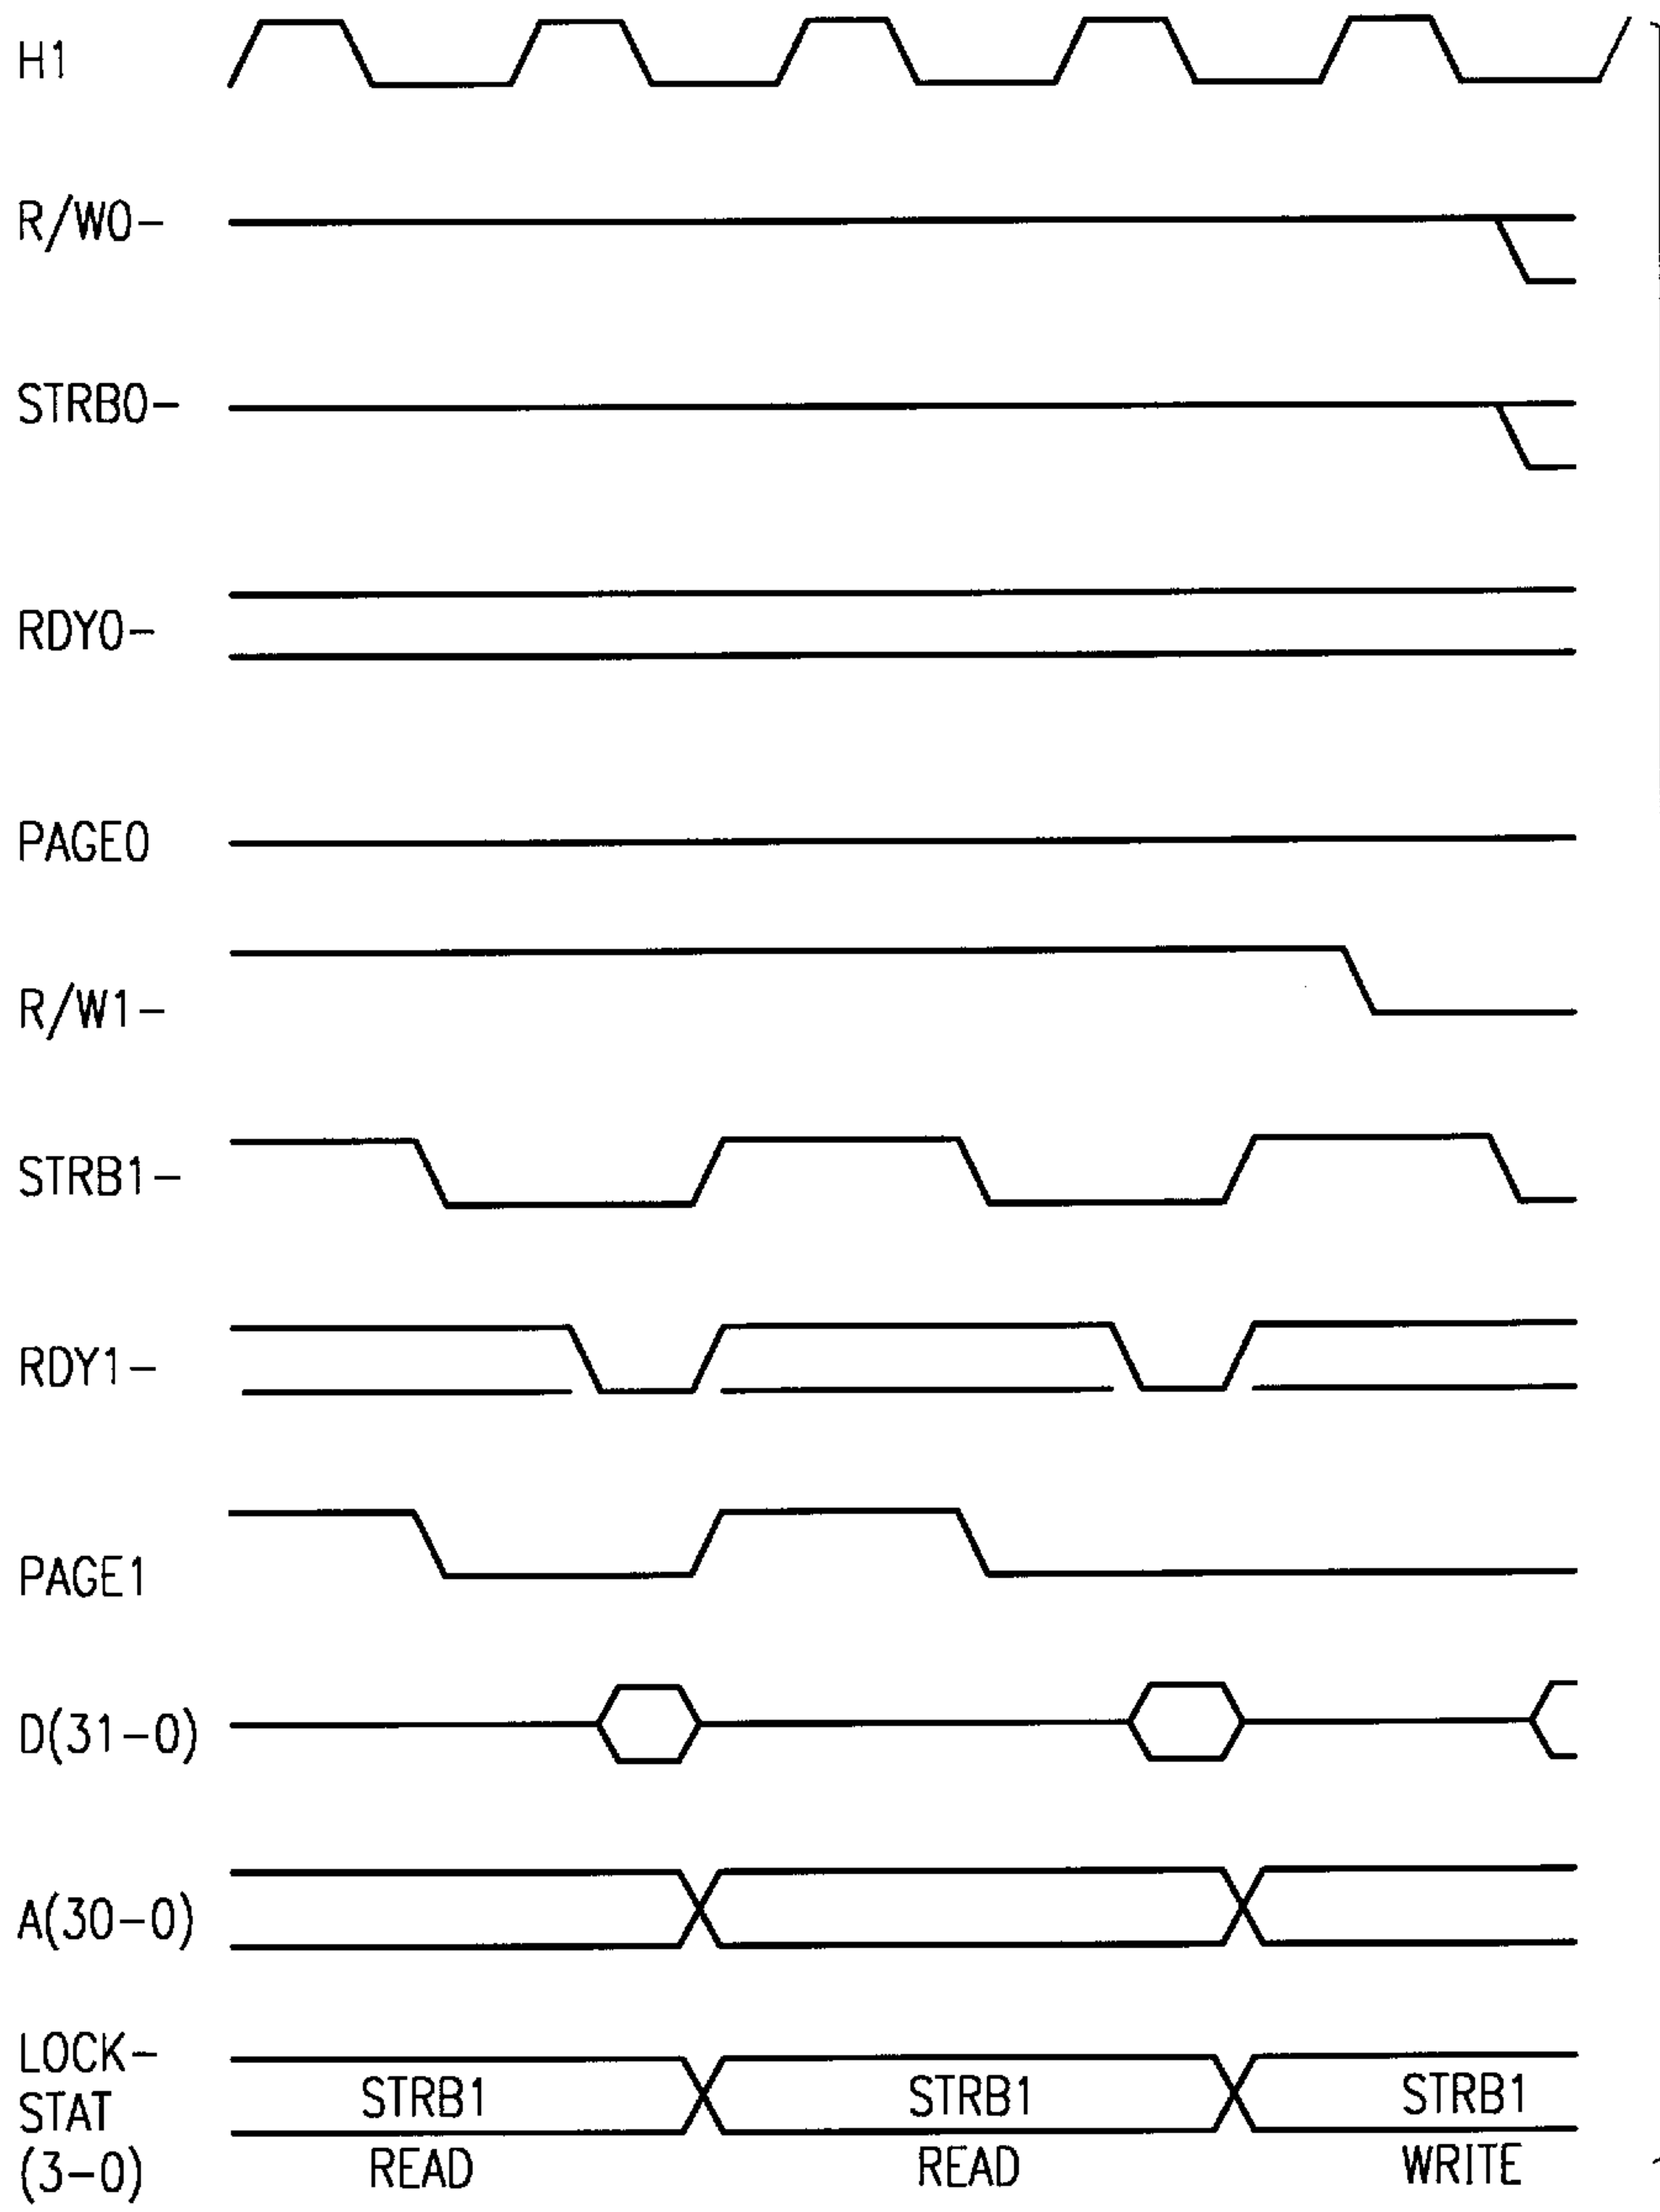 H1
R/W0-
STRB0-
RDY0-
PAGE0
R/W1-
STRB1-
RDY1-
PAGE1
D(31-0)
A(30-0)
LOCK-
STAT
(3-0)
STRB1
READ
STRB1
READ
STRB1
WRITE